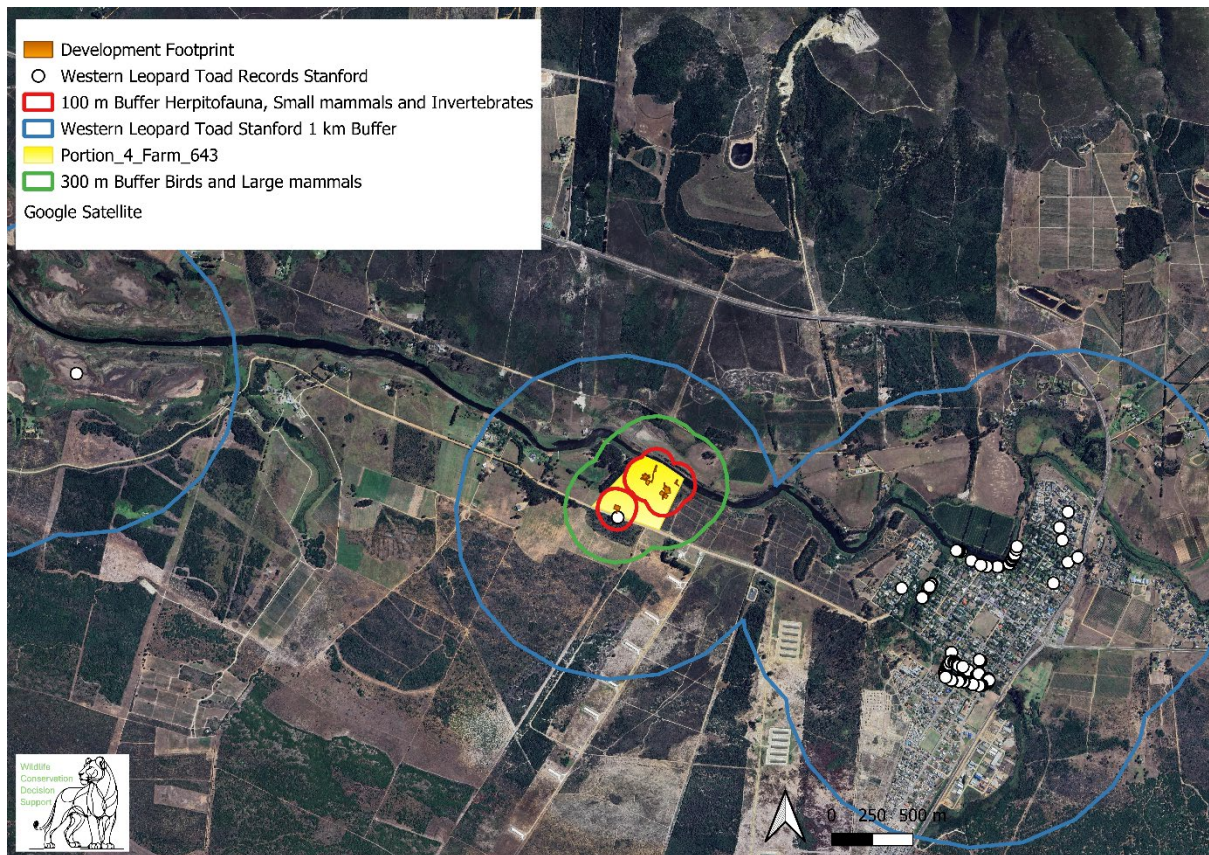 Development Footprint
Western Leopard Toad Records Stanford
100 m Buffer Herpitofauna, Small mammals and Invertebrates
Western Leopard Toad Stanford 1 km Buffer
Portion_4_Farm_643
300 m Buffer Birds and Large mammals
Google Satellite
Wildlife
Conservation
Decision
Support
0 250 500 m